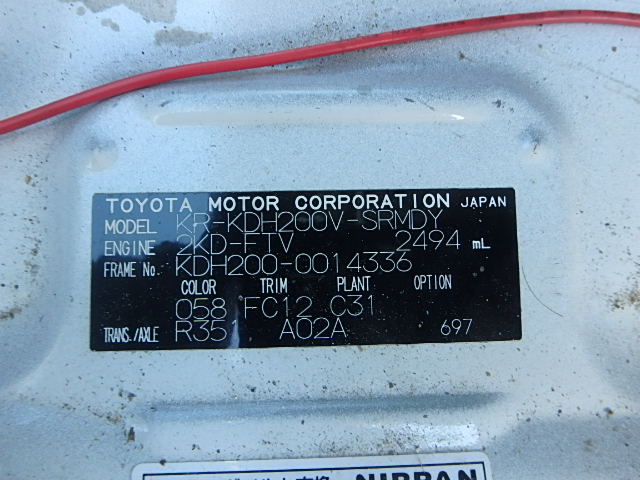 TOYOTA MOTOR CORPORATION JAPAN
MODEL KR-KDH200V-SRMDY
ENGINE 2KD-FTV 2494 mL
FRAME No. KDH200-0014336
COLOR TRIM PLANT OPTION
058 FC12 C31
TRANS./AXLE R351 A02A 697
NIPPAN